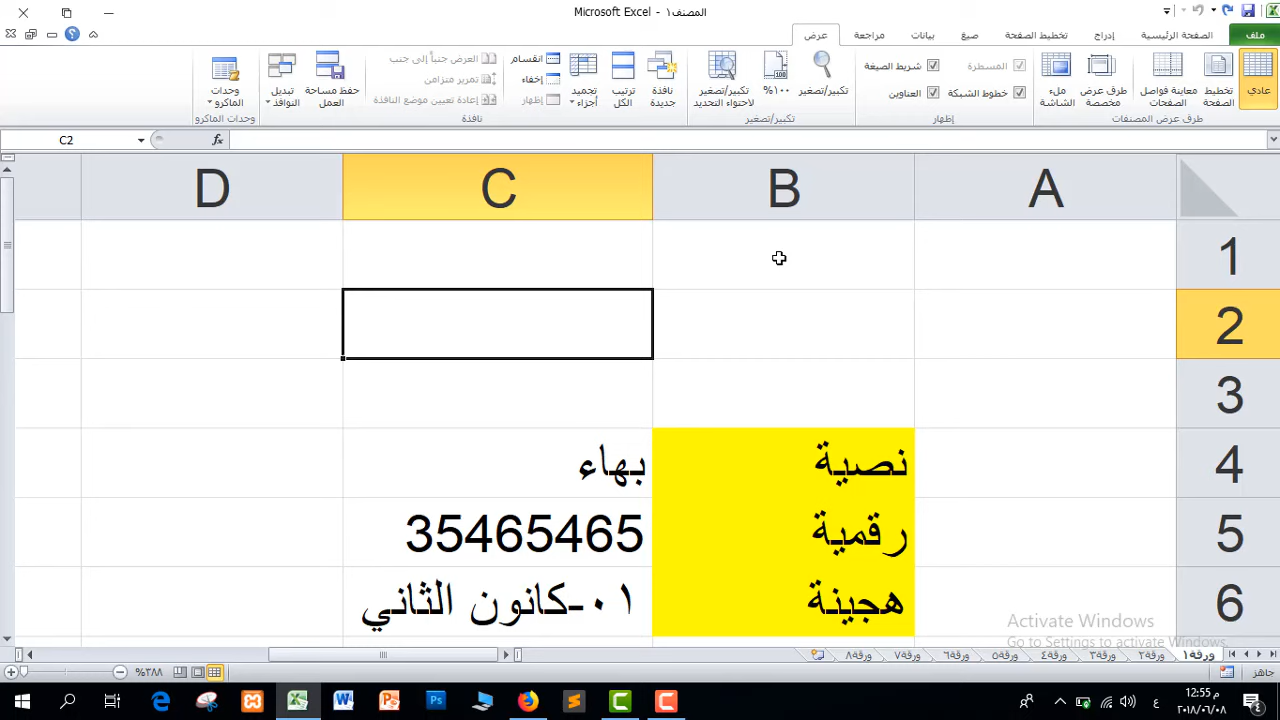 المصنف١ - Microsoft Excel
ملف
الصفحة الرئيسية
إدراج
تخطيط الصفحة
صيغ
بيانات
مراجعة
عرض
عادي
تخطيط الصفحة
معاينة فواصل الصفحات
طرق عرض مخصصة
ملء الشاشة
طرق عرض المصنفات
المسطرة
شريط الصيغة
خطوط الشبكة
العناوين
إظهار
تكبير/تصغير
١٠٠%
تكبير/تصغير لاحتواء التحديد
تكبير/تصغير
نافذة جديدة
ترتيب الكل
تجميد أجزاء
انقسام
إخفاء
إظهار
العرض جنباً إلى جنب
تمرير متزامن
إعادة تعيين موضع النافذة
حفظ مساحة العمل
تبديل النوافذ
نافذة
وحدات الماكرو
وحدات الماكرو
C2
fx
A
B
C
D
1
2
3
4
نصية
بهاء
5
رقمية
35465465
6
هجينة
٠١-كانون الثاني
Activate Windows
Go to Settings to activate Windows.
ورقة١
ورقة٢
ورقة٣
ورقة٤
ورقة٥
ورقة٦
ورقة٧
ورقة٨
جاهز
٣٨٨%
ع
12:55 م
٢٠١٨/٠٦/٠٨